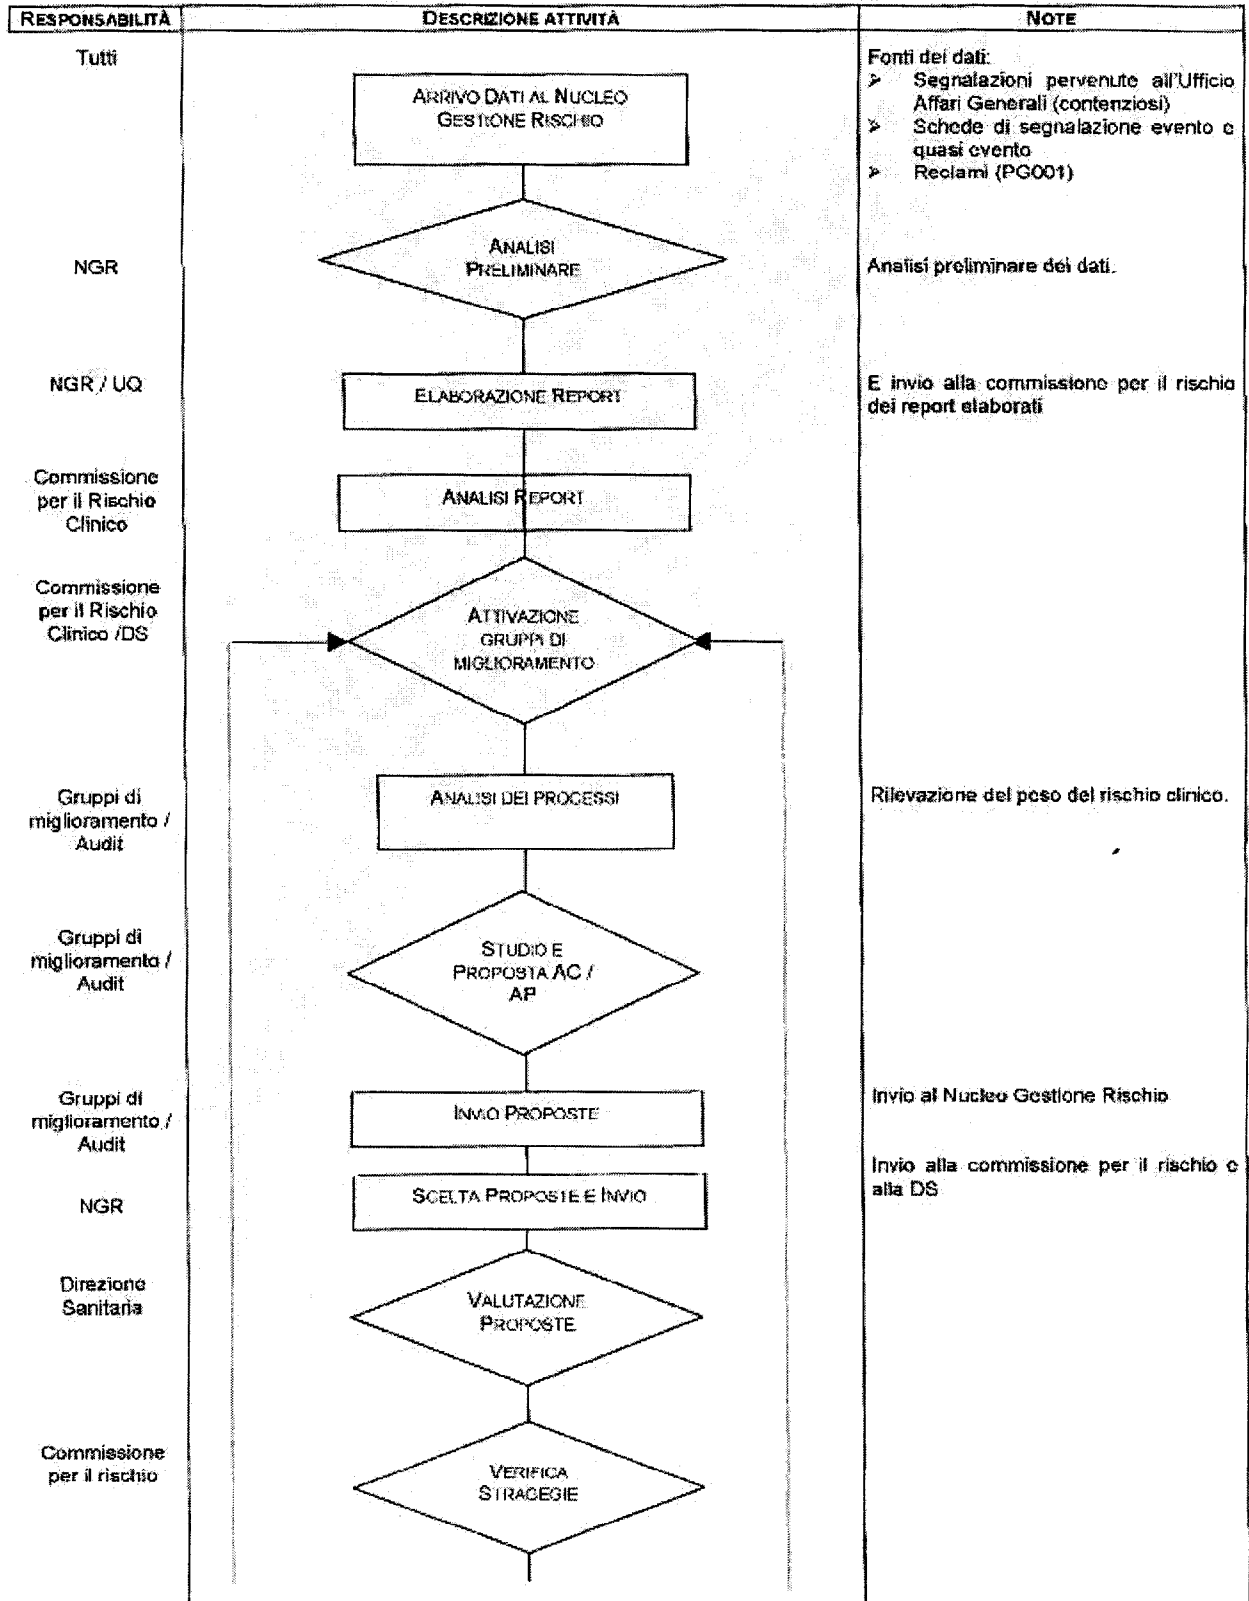 RESPONSABILITÀ DESCRIZIONE ATTIVITÀ NOTE
Tutti
ARRIVO DATI AL NUCLEO
GESTIONE RISCHIO
Fonti dei dati:
➢ Segnalazioni pervenute all'Ufficio
Affari Generali (contenziosi)
➢ Schede di segnalazione evento e
quasi evento
➢ Reclami (PG001)
NGR
ANALISI
PRELIMINARE
Analisi preliminare dei dati.
NGR / UQ
ELABORAZIONE REPORT
E invio alla commissione per il rischio
dei report elaborati
Commissione
per il Rischio
Clinico
ANALISI REPORT
Commissione
per il Rischio
Clinico /DS
ATTIVAZIONE
GRUPPI DI
MIGLIORAMENTO
Gruppi di
miglioramento /
Audit
ANALISI DEI PROCESSI
Rilevazione del peso del rischio clinico.
Gruppi di
miglioramento /
Audit
STUDIO E
PROPOSTA AC /
AP
Gruppi di
miglioramento /
Audit
INVIO PROPOSTE
Invio al Nucleo Gestione Rischio
NGR
SCELTA PROPOSTE E INVIO
Invio alla commissione per il rischio e
alla DS
Direzione
Sanitaria
VALUTAZIONE
PROPOSTE
Commissione
per il rischio
VERIFICA
STRAGEGIE